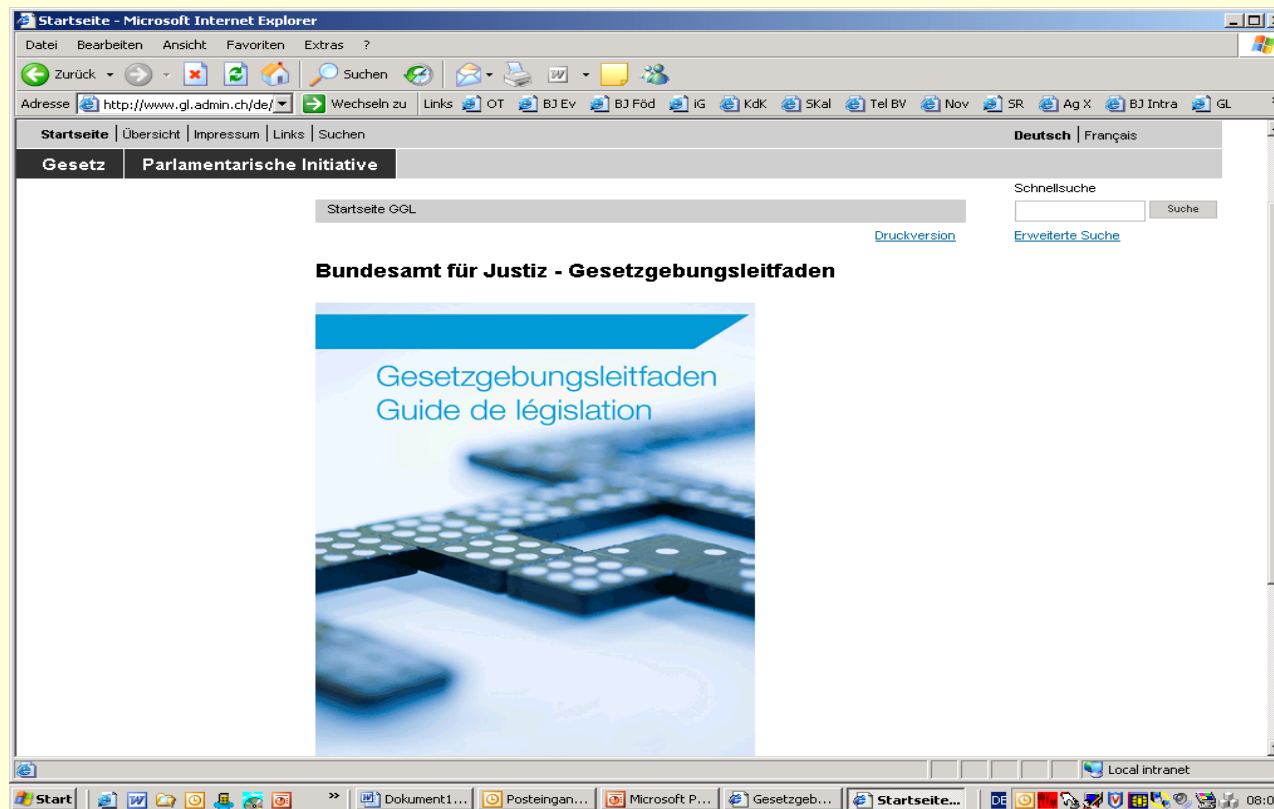 Startseite - Microsoft Internet Explorer
Datei Bearbeiten Ansicht Favoriten Extras ?
Zurück Suchen
Adresse http://www.gl.admin.ch/de/ Wechseln zu Links OT BJ Ev BJ Föd iG KdK SKal Tel BV Nov SR Ag X BJ Intra GL
Startseite | Übersicht | Impressum | Links | Suchen Deutsch | Français
Gesetz Parlamentarische Initiative
Schnellsuche
Startseite GGL Suche
Druckversion Erweiterte Suche
Bundesamt für Justiz - Gesetzgebungsleitfaden
Gesetzgebungsleitfaden
Guide de législation
Local intranet
Start » Dokument1... Posteingan... Microsoft P... Gesetzgeb... Startseite... DE